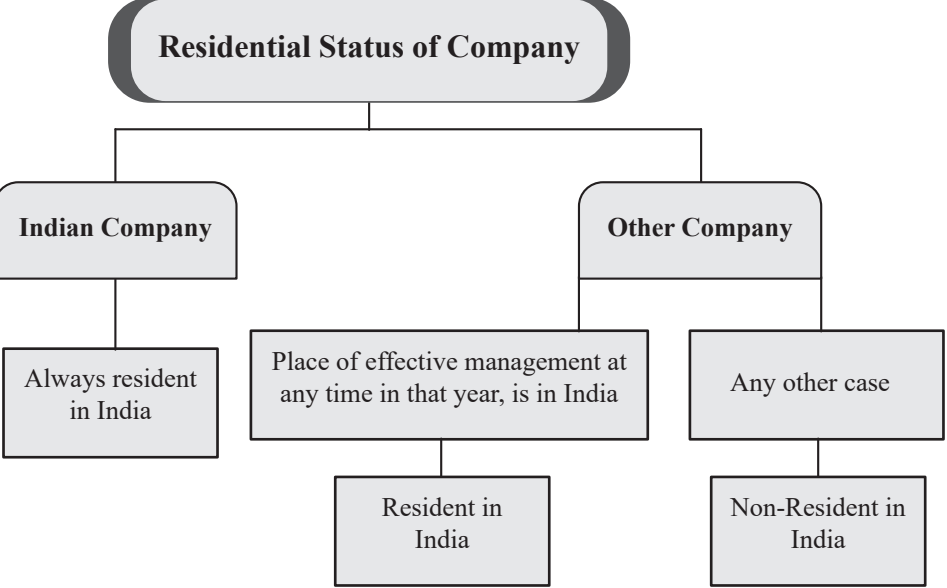 Residential Status of Company
Indian Company
Other Company
Always resident
in India
Place of effective management at
any time in that year, is in India
Any other case
Resident in
India
Non-Resident in
India